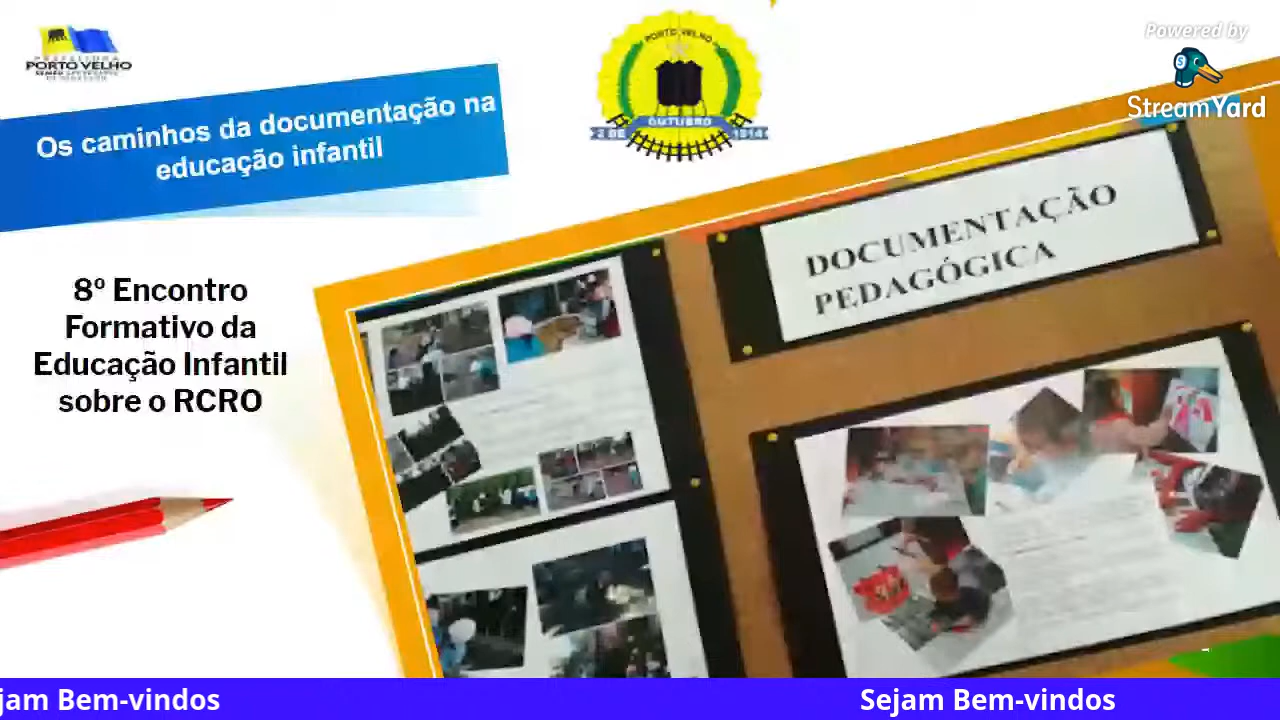 PREFEITURA
PORTO VELHO
PORTO VELHO
2 DE OUTUBRO 1914
Powered by
StreamYard
Os caminhos da documentação na
educação infantil
DOCUMENTAÇÃO
PEDAGÓGICA
8º Encontro
Formativo da
Educação Infantil
sobre o RCRO
jam Bem-vindos
Sejam Bem-vindos